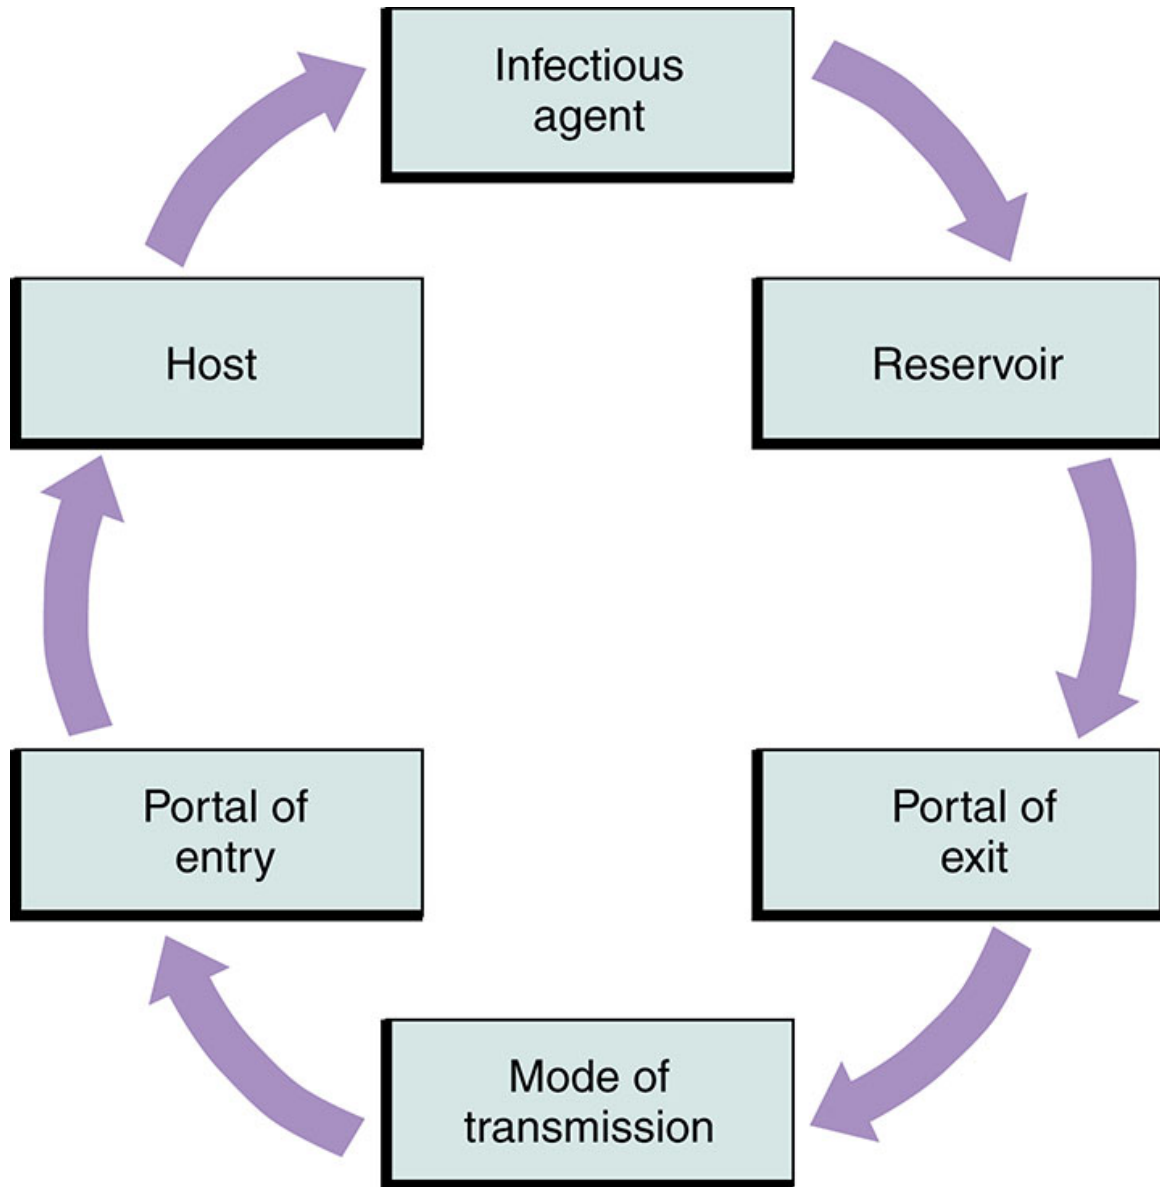 Infectious
agent
Host
Reservoir
Portal of
entry
Portal of
exit
Mode of
transmission